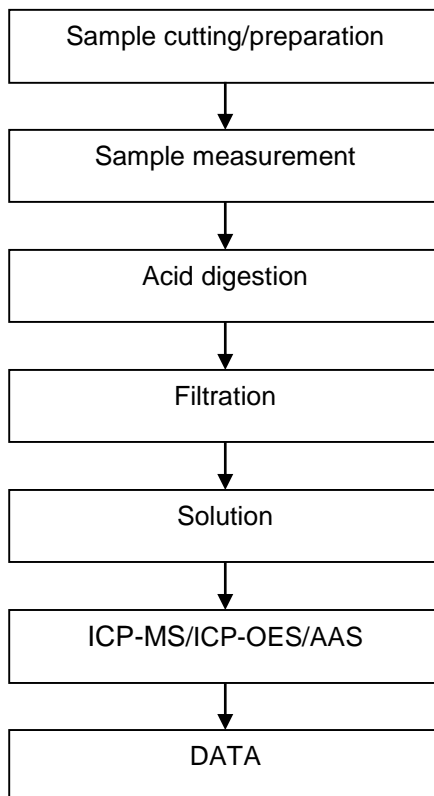 Sample cutting/preparation
Sample measurement
Acid digestion
Filtration
Solution
ICP-MS/ICP-OES/AAS
DATA